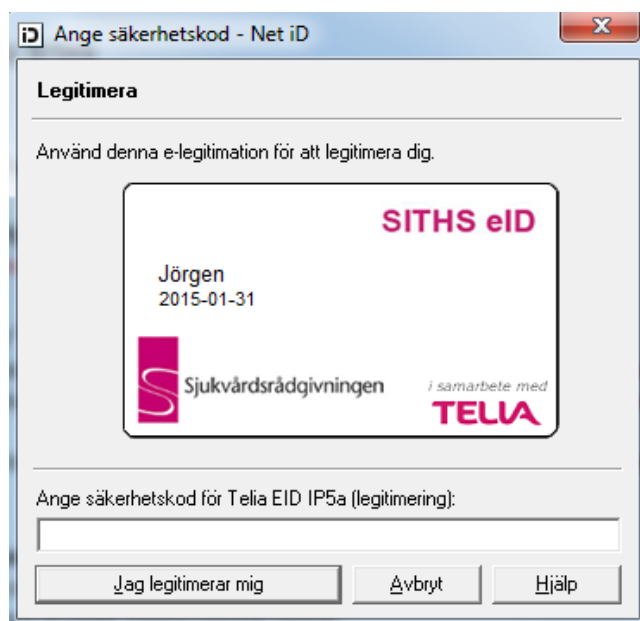 iD Ange säkerhetskod - Net iD
Legitimera
Använd denna e-legitimation för att legitimera dig.
SITHS eID
Jörgen
2015-01-31
Sjukvårdsrådgivningen
i samarbete med
TELIA
Ange säkerhetskod för Telia EID IP5a (legitimering):
Jag legitimerar mig Avbryt Hjälp